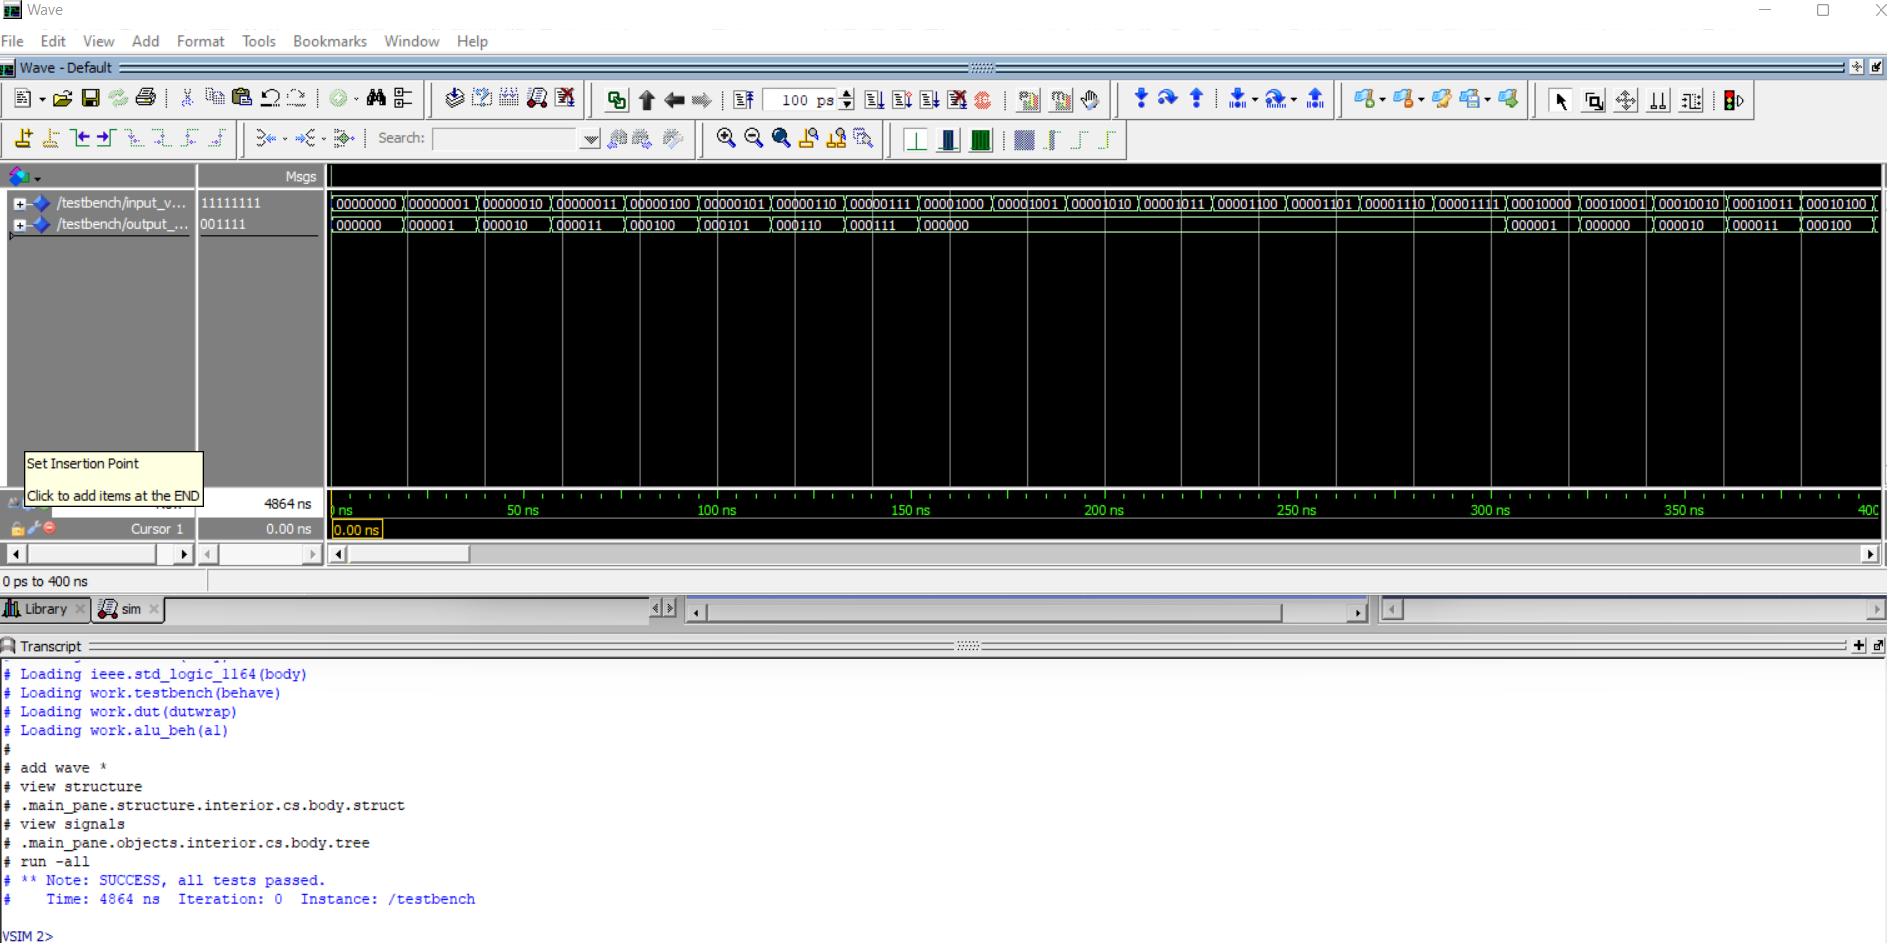 Wave
File Edit View Add Format Tools Bookmarks Window Help
Wave - Default
100 ps
Search:
Msgs
/testbench/input_v... 11111111 00000000 00000001 00000010 00000011 00000100 00000101 00000110 00000111 00001000 00001001 00001010 00001011 00001100 00001101 00001110 00001111 00010000 00010001 00010010 00010011 00010100
/testbench/output_... 001111 000000 000001 000010 000011 000100 000101 000110 000111 000000 000001 000000 000010 000011 000100
Set Insertion Point
Click to add items at the END
4864 ns
ns 50 ns 100 ns 150 ns 200 ns 250 ns 300 ns 350 ns 400
Cursor 1 0.00 ns 0.00 ns
0 ps to 400 ns
Library sim
Transcript
# Loading ieee.std_logic_1164(body)
# Loading work.testbench(behave)
# Loading work.dut(dutwrap)
# Loading work.alu_beh(a1)
#
# add wave *
# view structure
# .main_pane.structure.interior.cs.body.struct
# view signals
# .main_pane.objects.interior.cs.body.tree
# run -all
# ** Note: SUCCESS, all tests passed.
# Time: 4864 ns Iteration: 0 Instance: /testbench
VSIM 2>